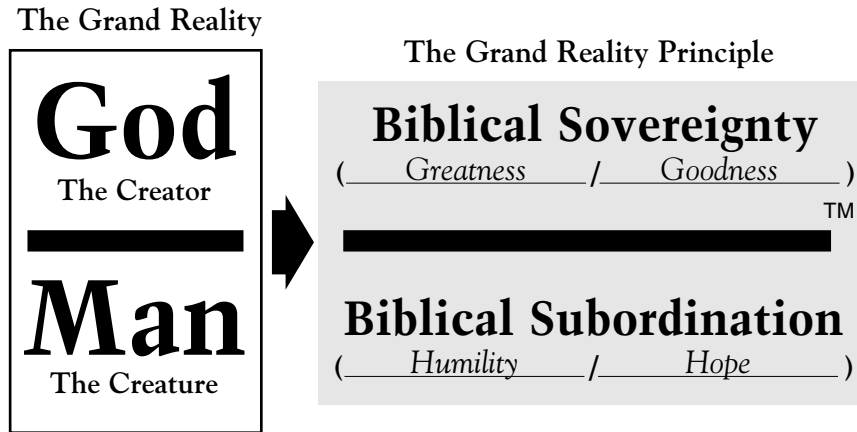 The Grand Reality
God
The Creator
Man
The Creature
The Grand Reality Principle
Biblical Sovereignty
( Greatness / Goodness )
TM
Biblical Subordination
( Humility / Hope )